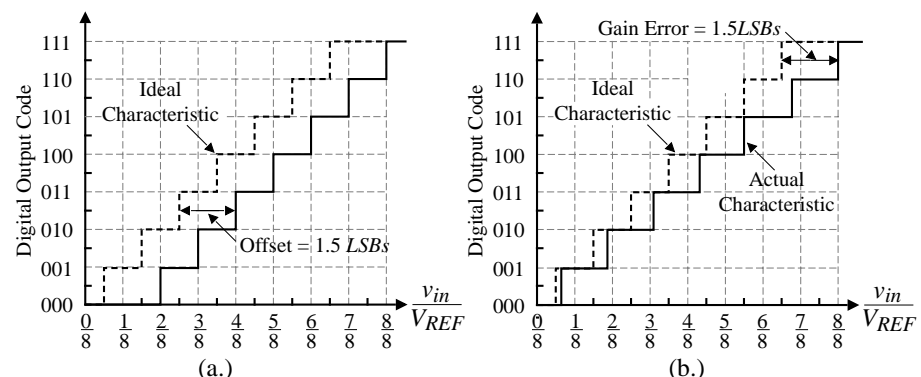 Digital Output Code
111
110
101
100
011
010
001
000
Ideal
Characteristic
Offset = 1.5 LSBs
0/8 1/8 2/8 3/8 4/8 5/8 6/8 7/8 8/8
v_in/V_REF
(a.)
Digital Output Code
111
110
101
100
011
010
001
000
Gain Error = 1.5LSBs
Ideal
Characteristic
Actual
Characteristic
0/8 1/8 2/8 3/8 4/8 5/8 6/8 7/8 8/8
v_in/V_REF
(b.)